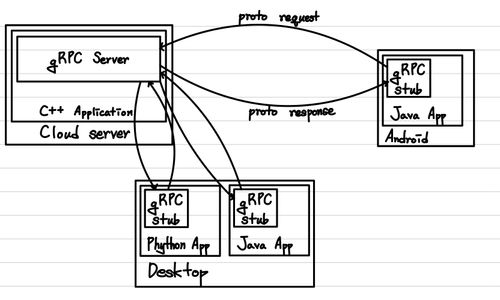 proto request
gRPC Server
C++ Application
Cloud server
proto response
gRPC
stub
Java App
Android
gRPC
stub
Phython App
gRPC
stub
Java App
Desktop